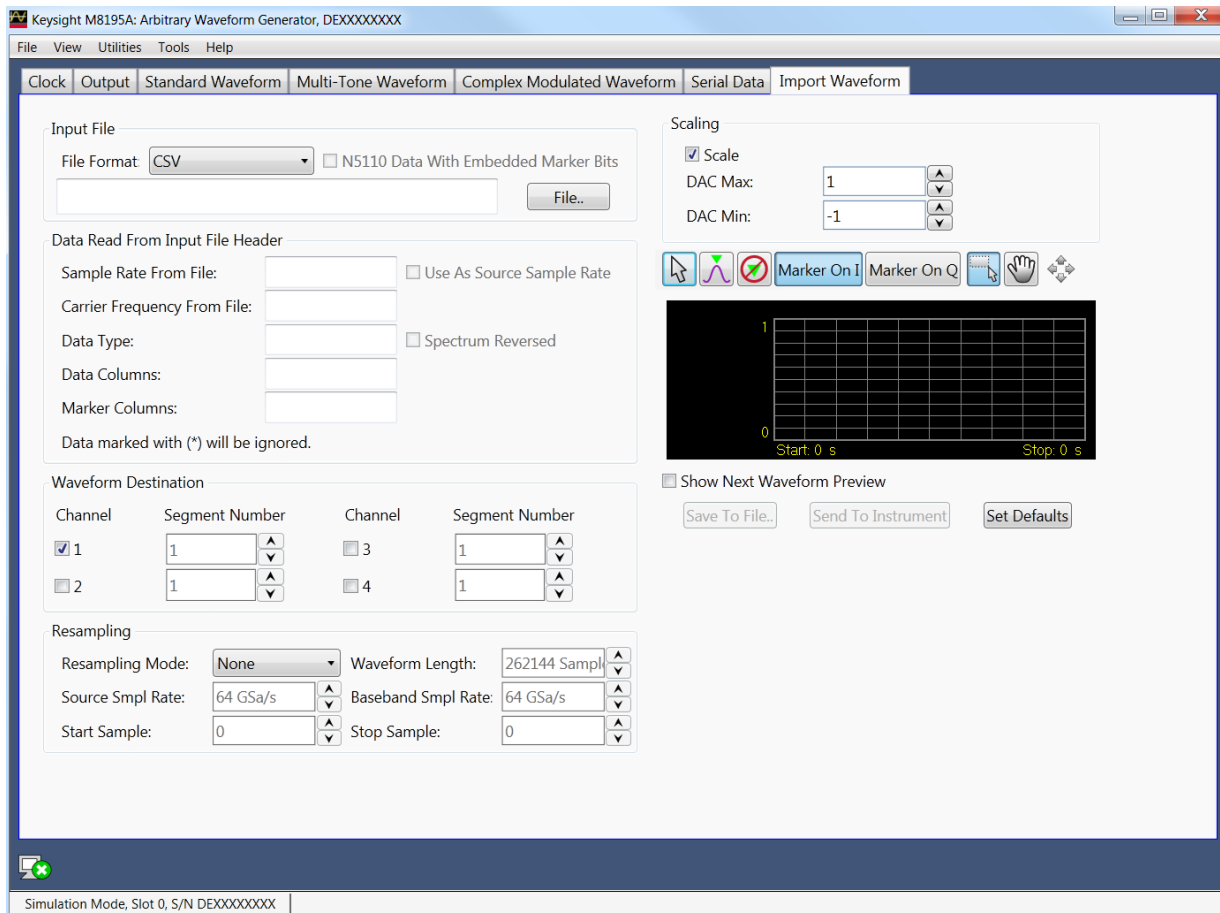 Keysight M8195A: Arbitrary Waveform Generator, DEXXXXXXXX
File View Utilities Tools Help
Clock Output Standard Waveform Multi-Tone Waveform Complex Modulated Waveform Serial Data Import Waveform
Input File
File Format: CSV N5110 Data With Embedded Marker Bits
File..
Data Read From Input File Header
Sample Rate From File: Use As Source Sample Rate
Carrier Frequency From File:
Data Type: Spectrum Reversed
Data Columns:
Marker Columns:
Data marked with (*) will be ignored.
Waveform Destination
Channel Segment Number Channel Segment Number
1 1 3 1
2 1 4 1
Resampling
Resampling Mode: None Waveform Length: 262144 Sampl
Source Smpl Rate: 64 GSa/s Baseband Smpl Rate: 64 GSa/s
Start Sample: 0 Stop Sample: 0
Scaling
Scale
DAC Max: 1
DAC Min: -1
Marker On I Marker On Q
1
0
Start: 0 s Stop: 0 s
Show Next Waveform Preview
Save To File.. Send To Instrument Set Defaults
Simulation Mode, Slot 0, S/N DEXXXXXXXX